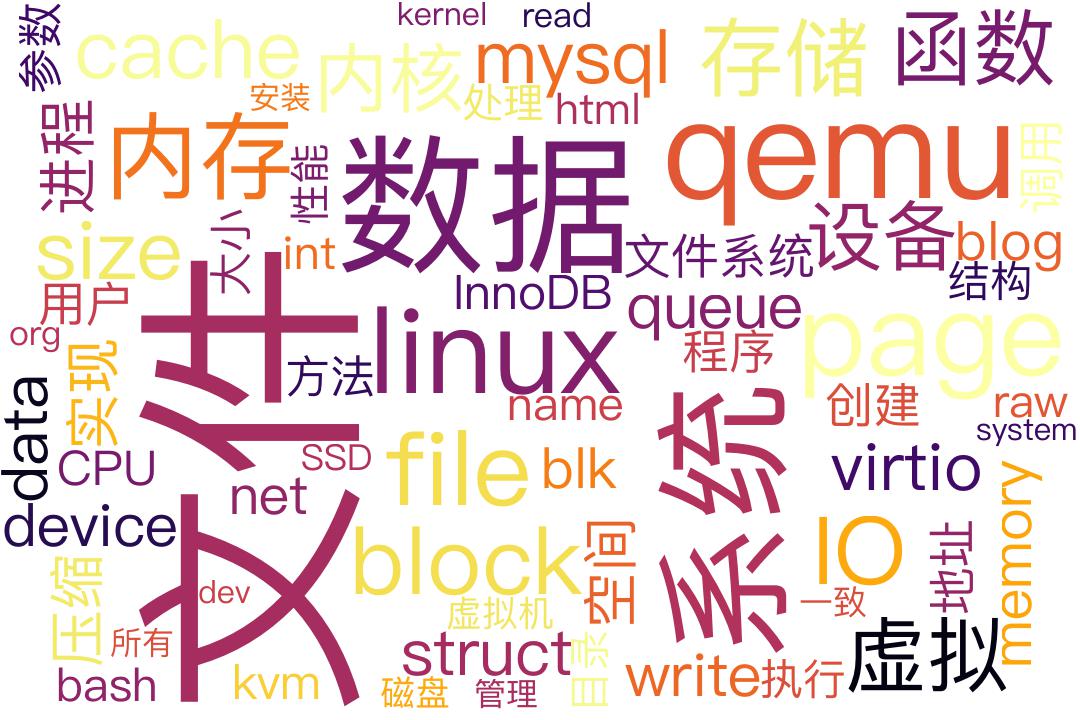 kernel
read
参数
cache
内核
mysql
存储
函数
安装
处理
html
进程
内存
性能
数据
qemu
调用
size
大小
int
文件系统
设备
blog
用户
InnoDB
queue
结构
org
文件
linux
page
实现
方法
程序
name
创建
raw
system
data
CPU
SSD
file
blk
系统
virtio
memory
device
net
block
空间
IO
地址
压缩
dev
虚拟机
一致
所有
struct
目录
虚拟
bash
kvm
磁盘
管理
write
执行